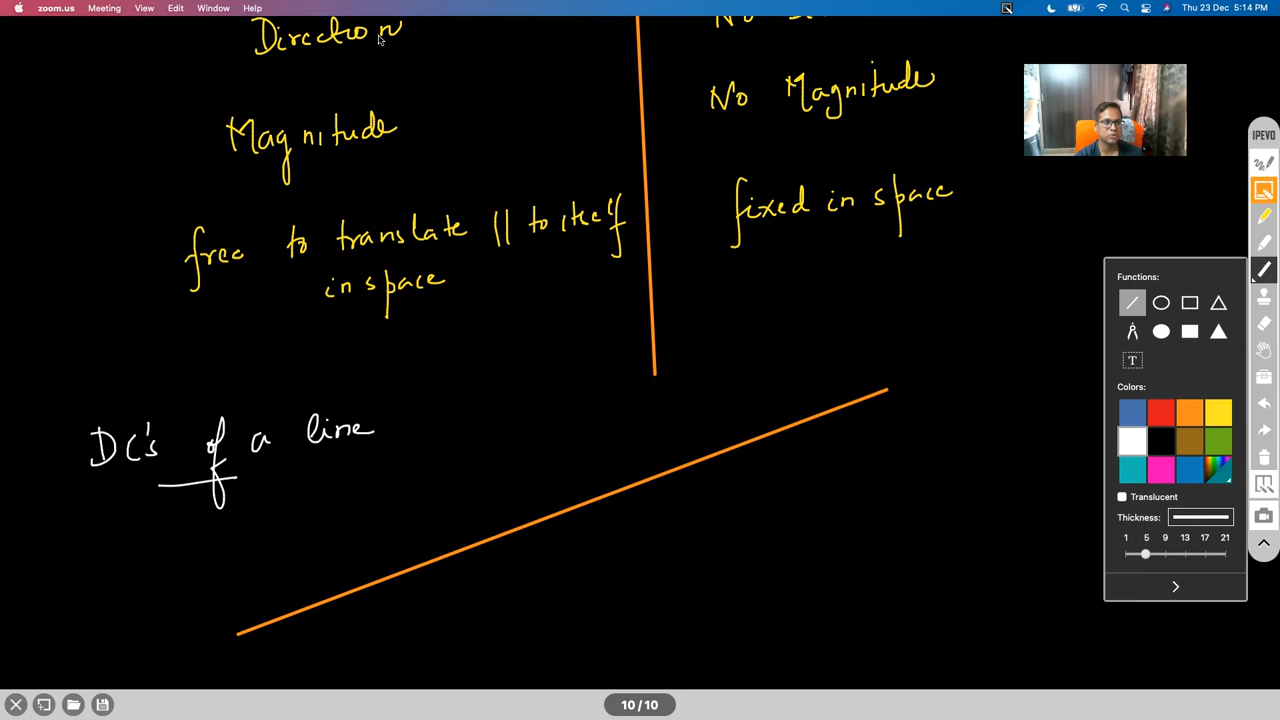 zoom.us Meeting View Edit Window Help Thu 23 Dec 5:14 PM
Direction
No
Magnitude
No Magnitude
free to translate || to itself
in space
fixed in space
DC's of a line
IPEVO
Functions:
T
Colors:
Translucent
Thickness:
1 5 9 13 17 21
10 / 10